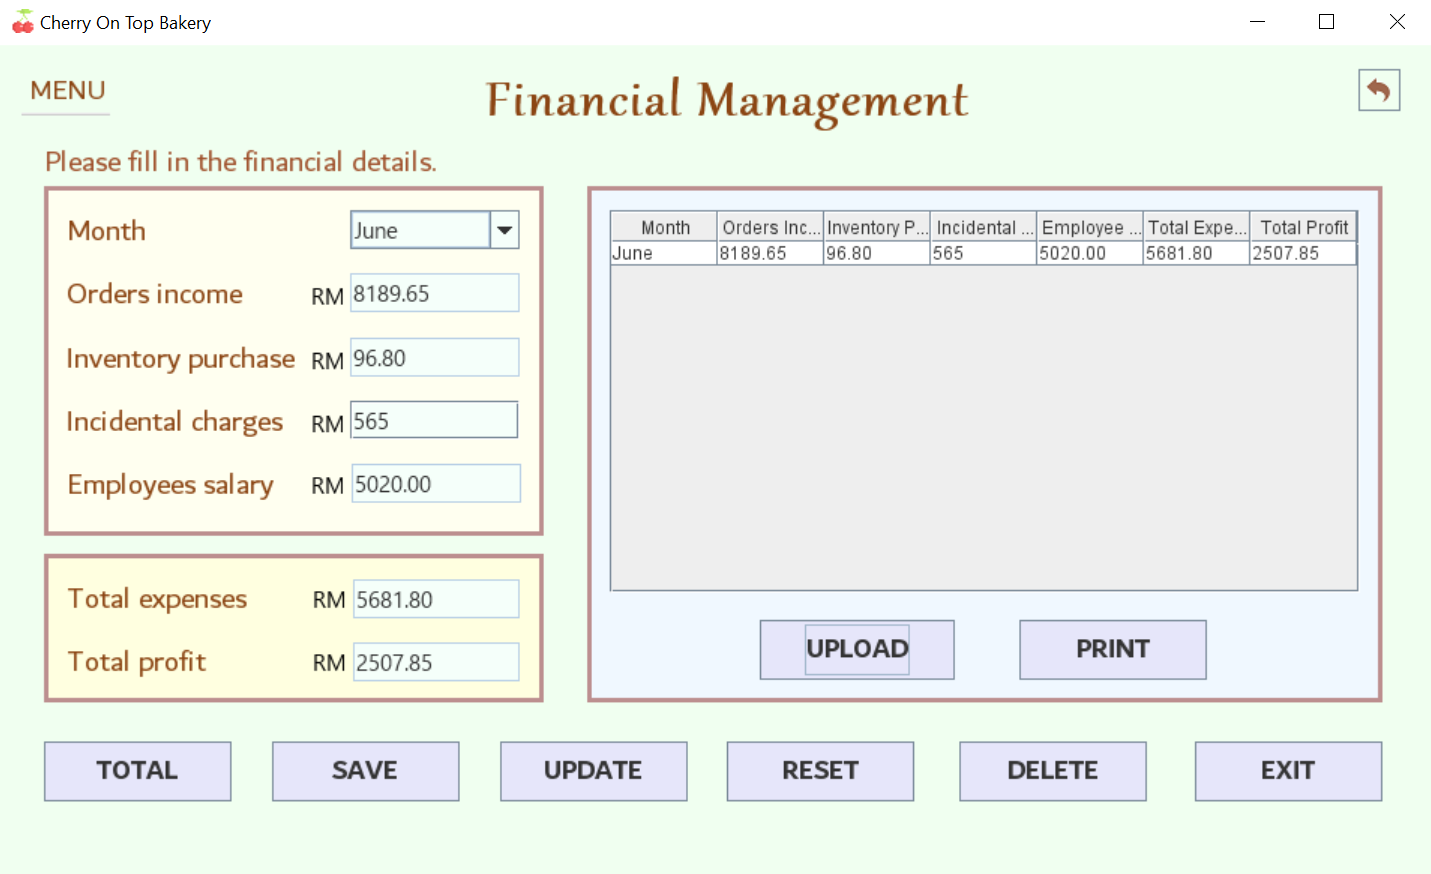 Cherry On Top Bakery
MENU
Financial Management
Please fill in the financial details.
Month June
Orders income RM 8189.65
Inventory purchase RM 96.80
Incidental charges RM 565
Employees salary RM 5020.00
Total expenses RM 5681.80
Total profit RM 2507.85
Month Orders Inc... Inventory P... Incidental ... Employee ... Total Expe... Total Profit
June 8189.65 96.80 565 5020.00 5681.80 2507.85
UPLOAD PRINT
TOTAL SAVE UPDATE RESET DELETE EXIT